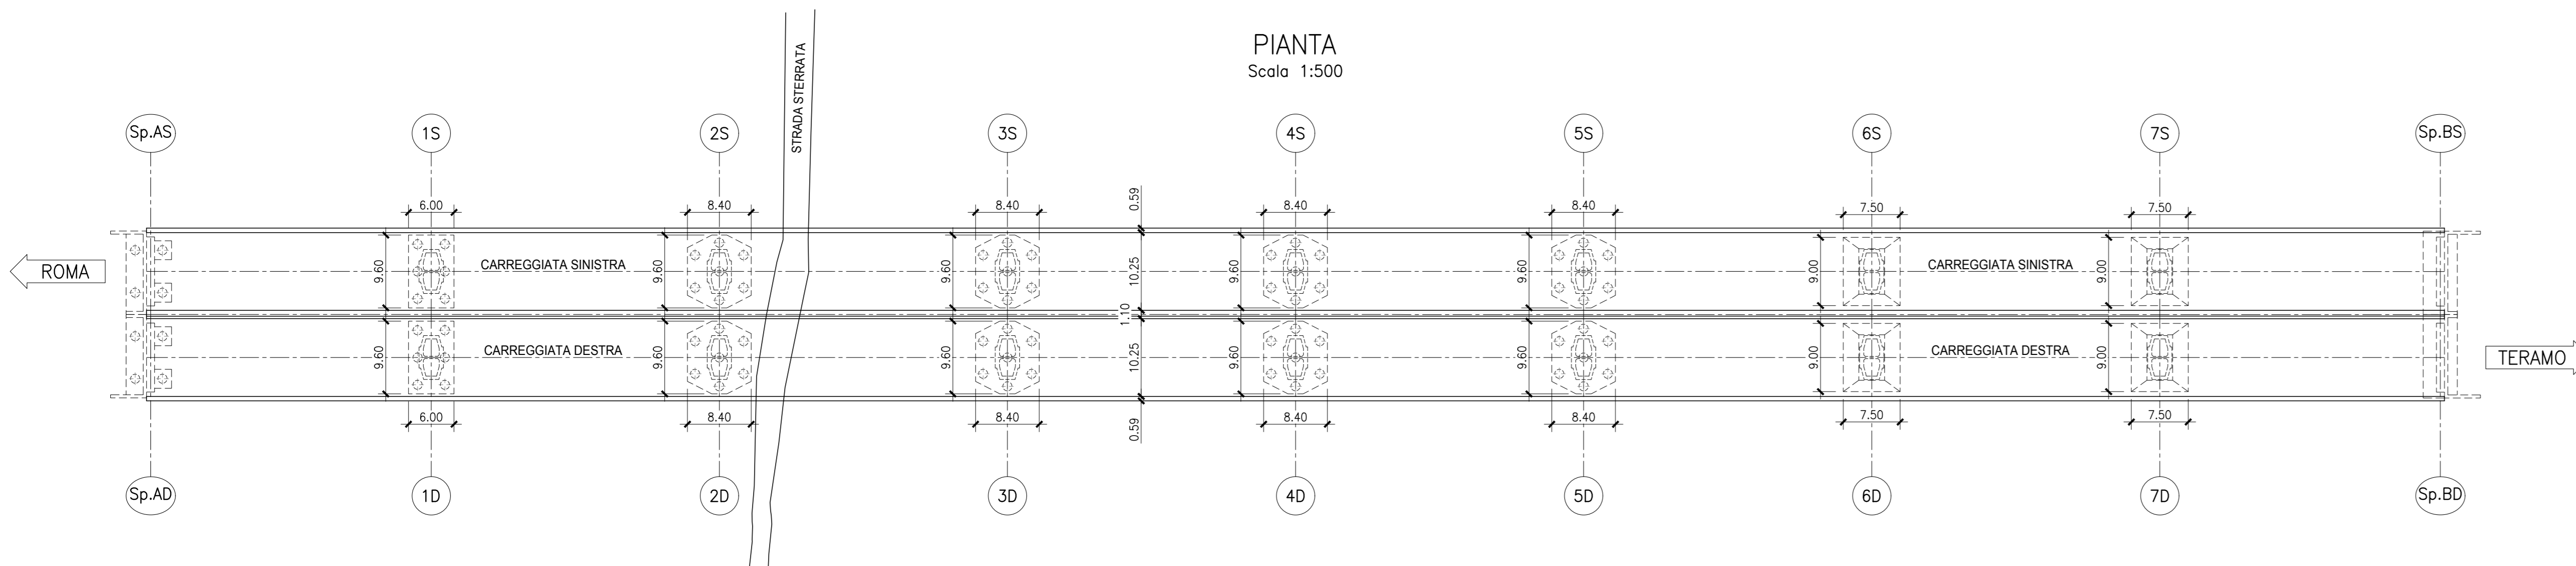 PIANTA
Scala 1:500
STRADA STERRATA
Sp.AS 1S 2S 3S 4S 5S 6S 7S Sp.BS
6.00 8.40 8.40 0.59 8.40 8.40 7.50 7.50
ROMA
9.60 CARREGGIATA SINISTRA 9.60 9.60 10.25 9.60 9.60 9.00 CARREGGIATA SINISTRA 9.00
1.10
9.60 CARREGGIATA DESTRA 9.60 9.60 10.25 9.60 9.60 9.00 CARREGGIATA DESTRA 9.00
TERAMO
6.00 8.40 8.40 0.59 8.40 8.40 7.50 7.50
Sp.AD 1D 2D 3D 4D 5D 6D 7D Sp.BD